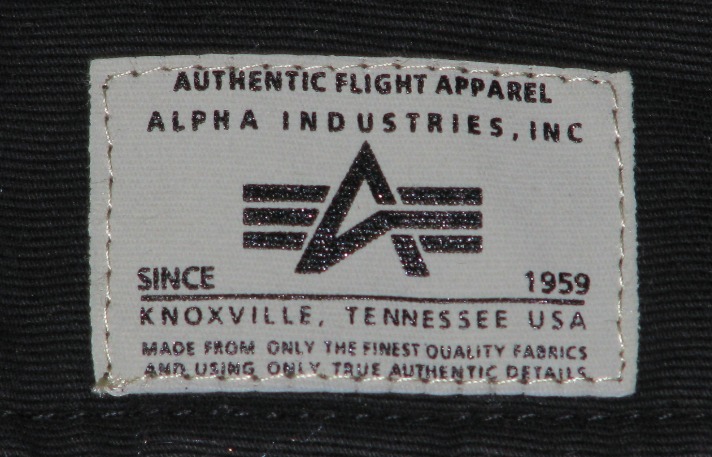 AUTHENTIC FLIGHT APPAREL
ALPHA INDUSTRIES, INC
SINCE 1959
KNOXVILLE, TENNESSEE USA
MADE FROM ONLY THE FINEST QUALITY FABRICS
AND USING ONLY TRUE AUTHENTIC DETAILS